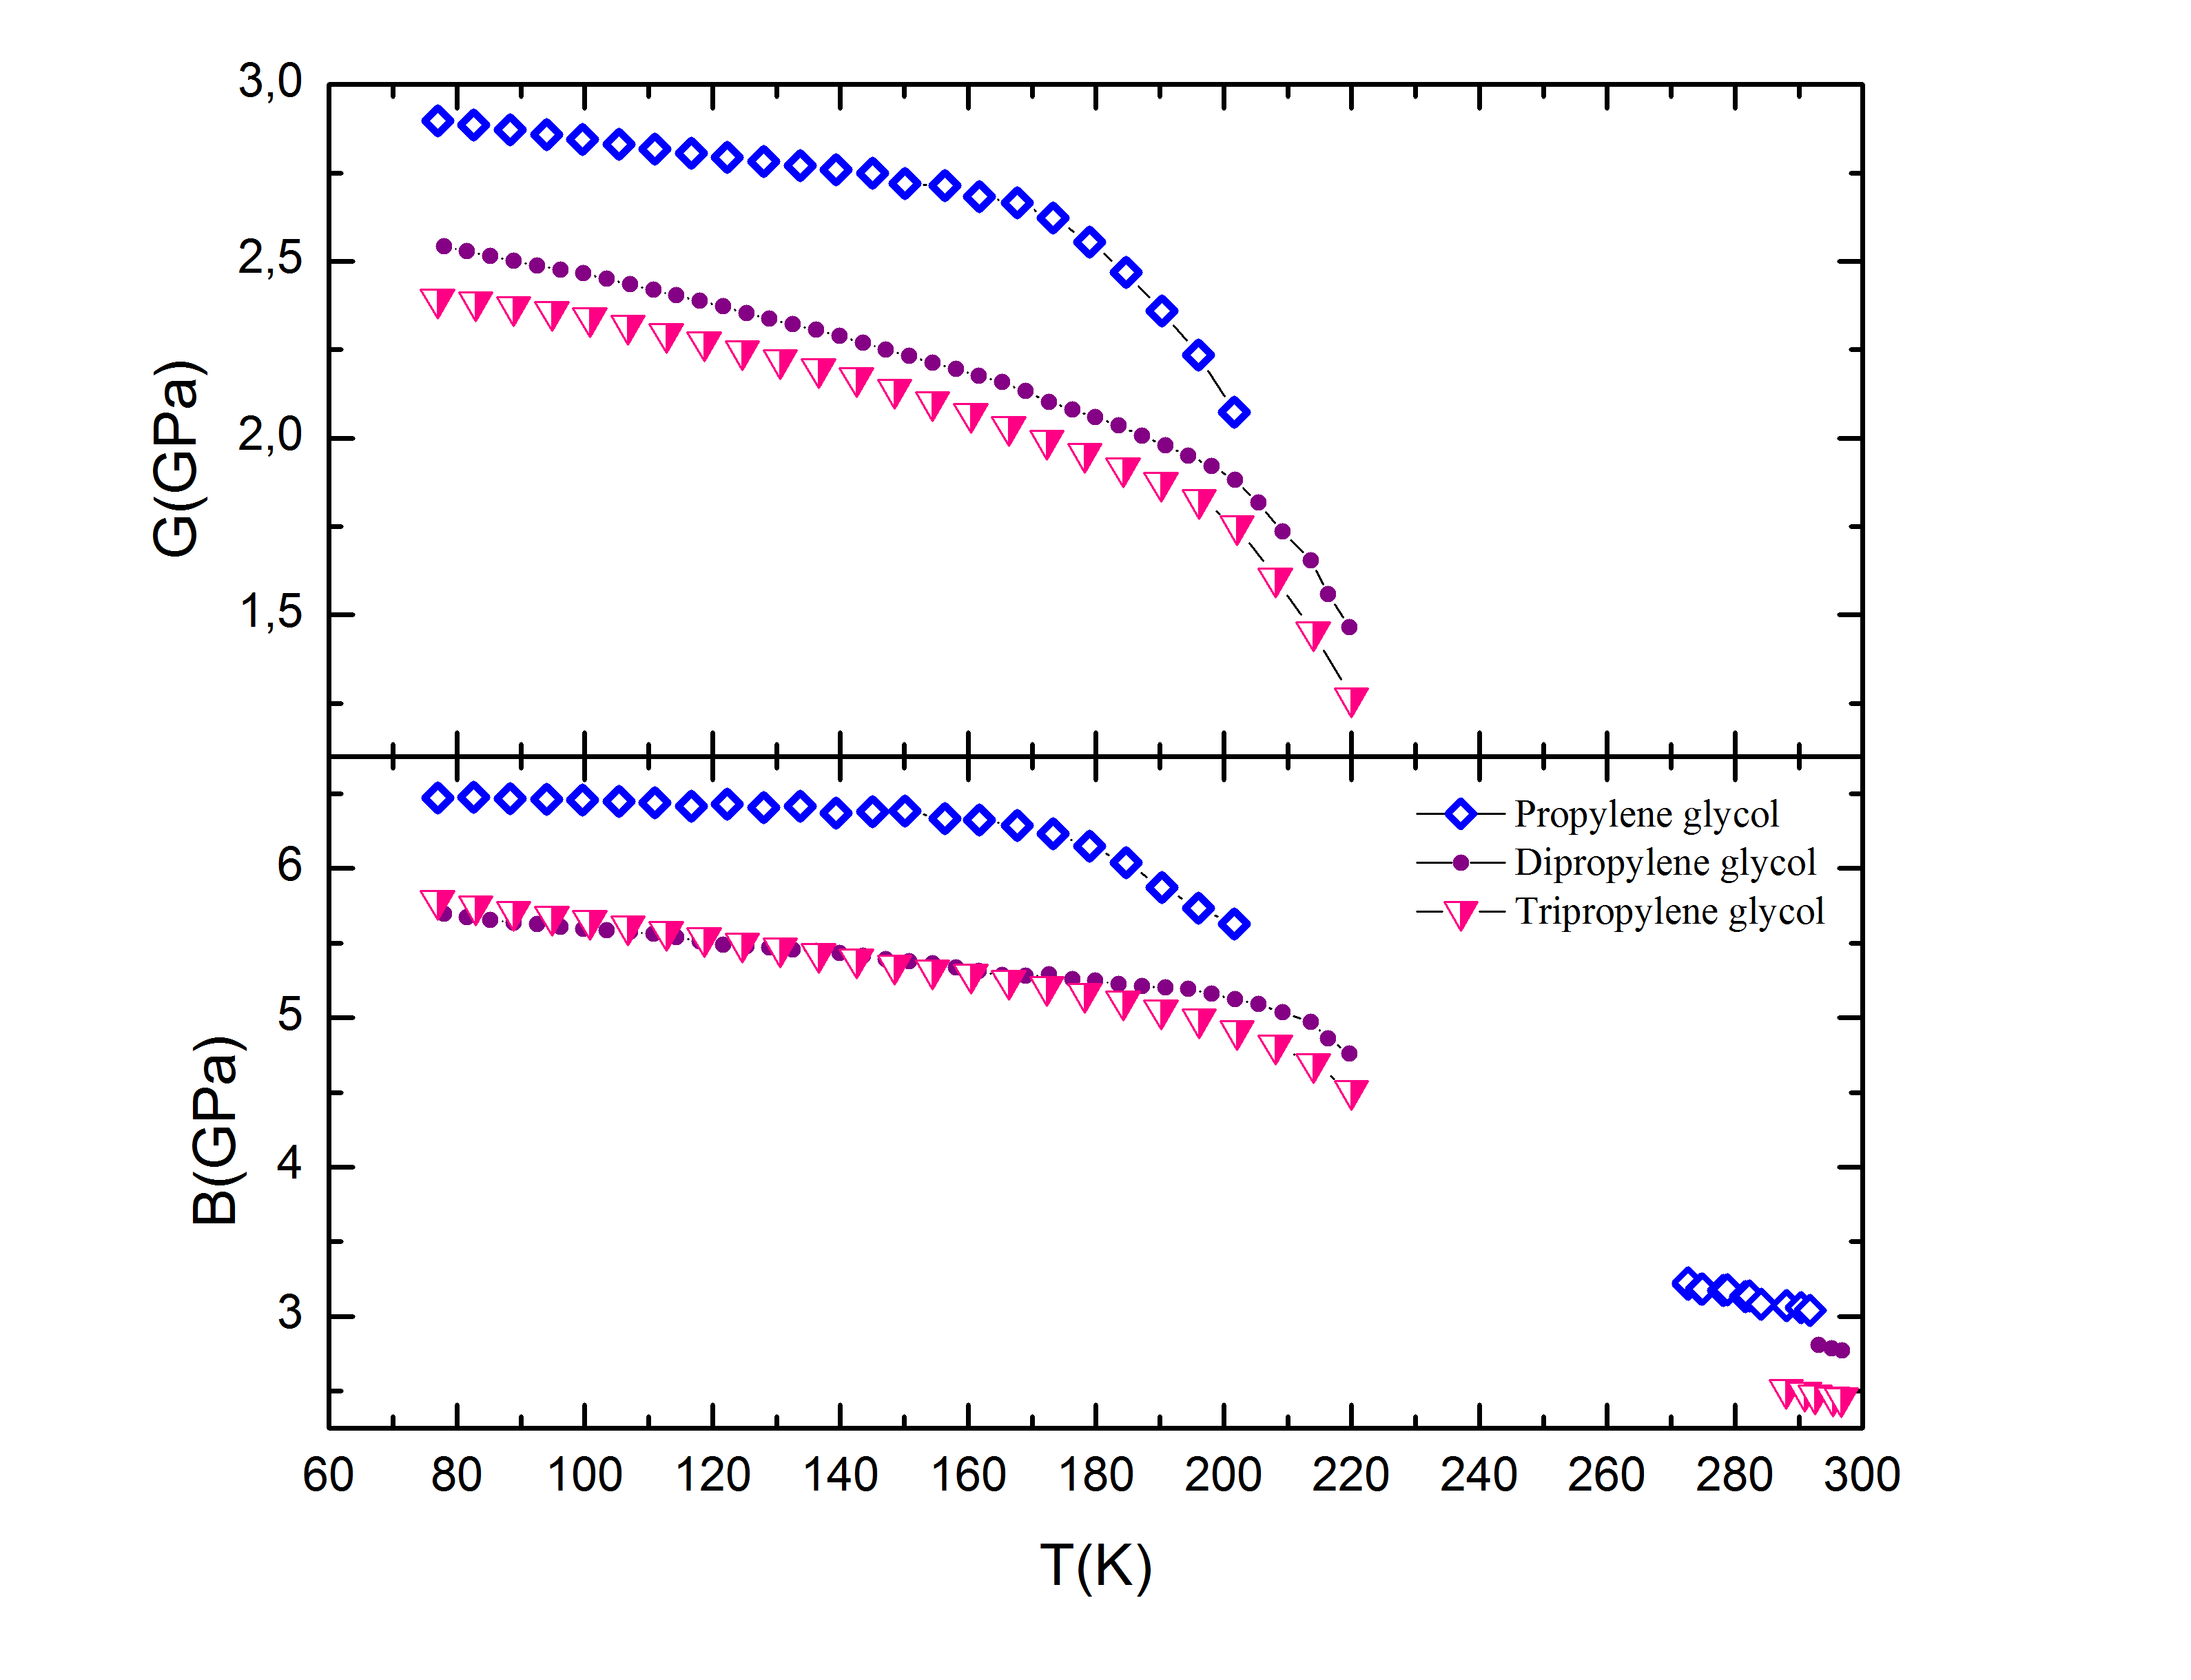 3,0
2,5
2,0
1,5
G(GPa)
Propylene glycol
Dipropylene glycol
Tripropylene glycol
6
5
4
3
B(GPa)
60 80 100 120 140 160 180 200 220 240 260 280 300
T(K)